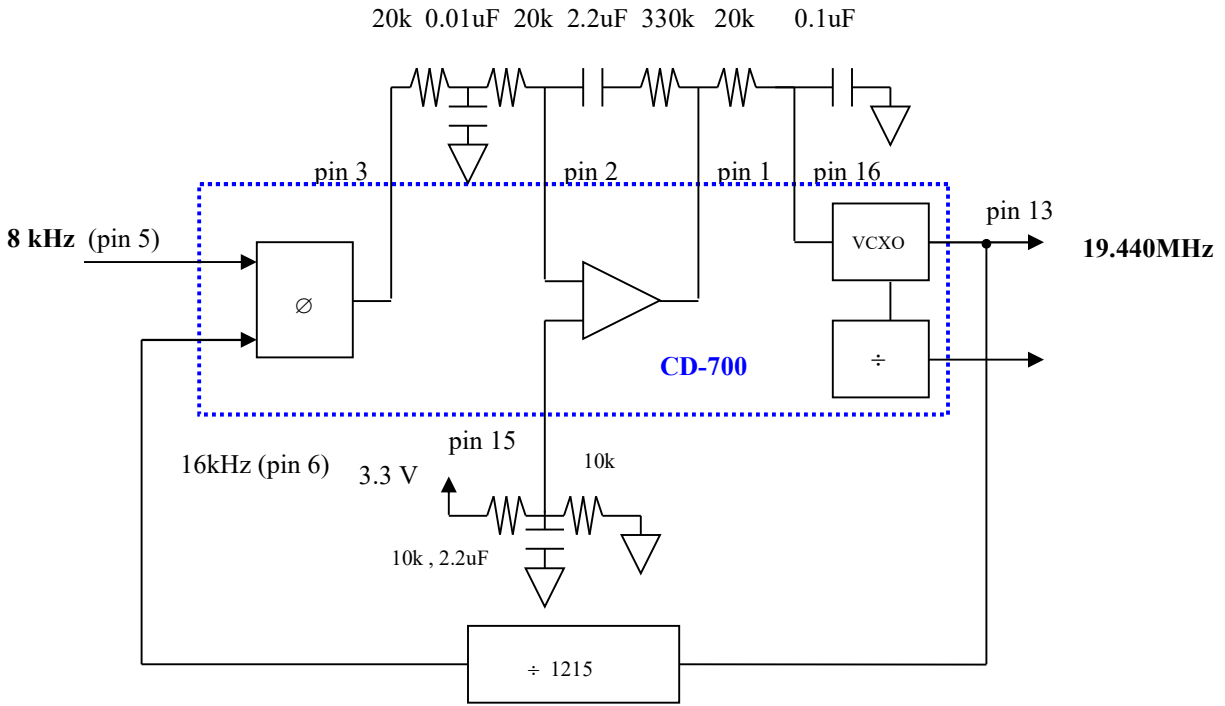 20k 0.01uF 20k 2.2uF 330k 20k 0.1uF
pin 3
pin 2
pin 1
pin 16
pin 13
8 kHz (pin 5)
VCXO
19.440MHz
∅
÷
CD-700
pin 15
16kHz (pin 6)
3.3 V
10k
10k , 2.2uF
÷ 1215